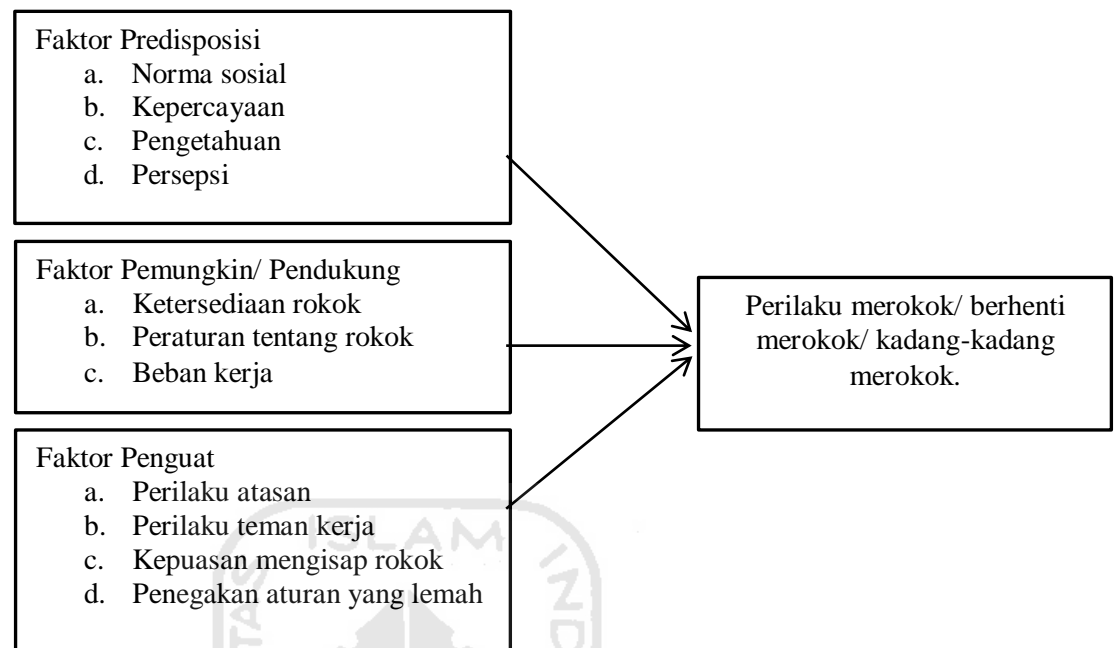 Faktor Predisposisi
a. Norma sosial
b. Kepercayaan
c. Pengetahuan
d. Persepsi
Faktor Pemungkin/ Pendukung
a. Ketersediaan rokok
b. Peraturan tentang rokok
c. Beban kerja
Perilaku merokok/ berhenti
merokok/ kadang-kadang
merokok.
Faktor Penguat
a. Perilaku atasan
b. Perilaku teman kerja
c. Kepuasan mengisap rokok
d. Penegakan aturan yang lemah
ISLAM